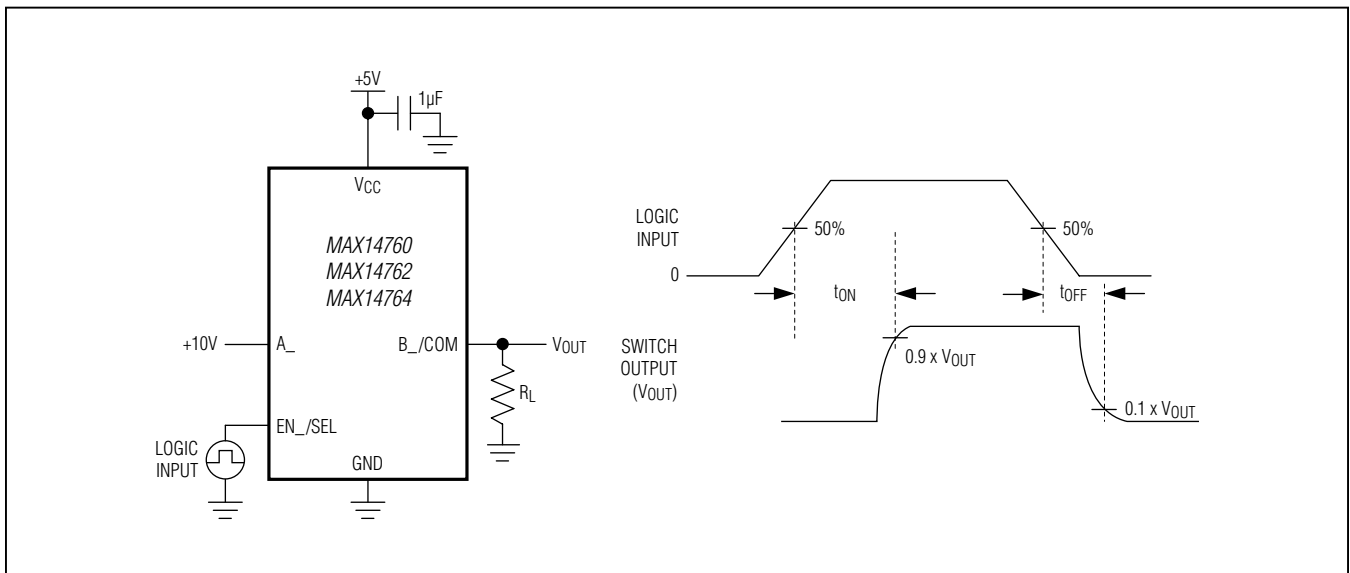 +5V
1µF
VCC
MAX14760
MAX14762
MAX14764
+10V
A_
B_/COM
VOUT
RL
EN_/SEL
LOGIC
INPUT
GND
LOGIC
INPUT
50%
50%
0
tON
tOFF
SWITCH
OUTPUT
(VOUT)
0.9 x VOUT
0.1 x VOUT